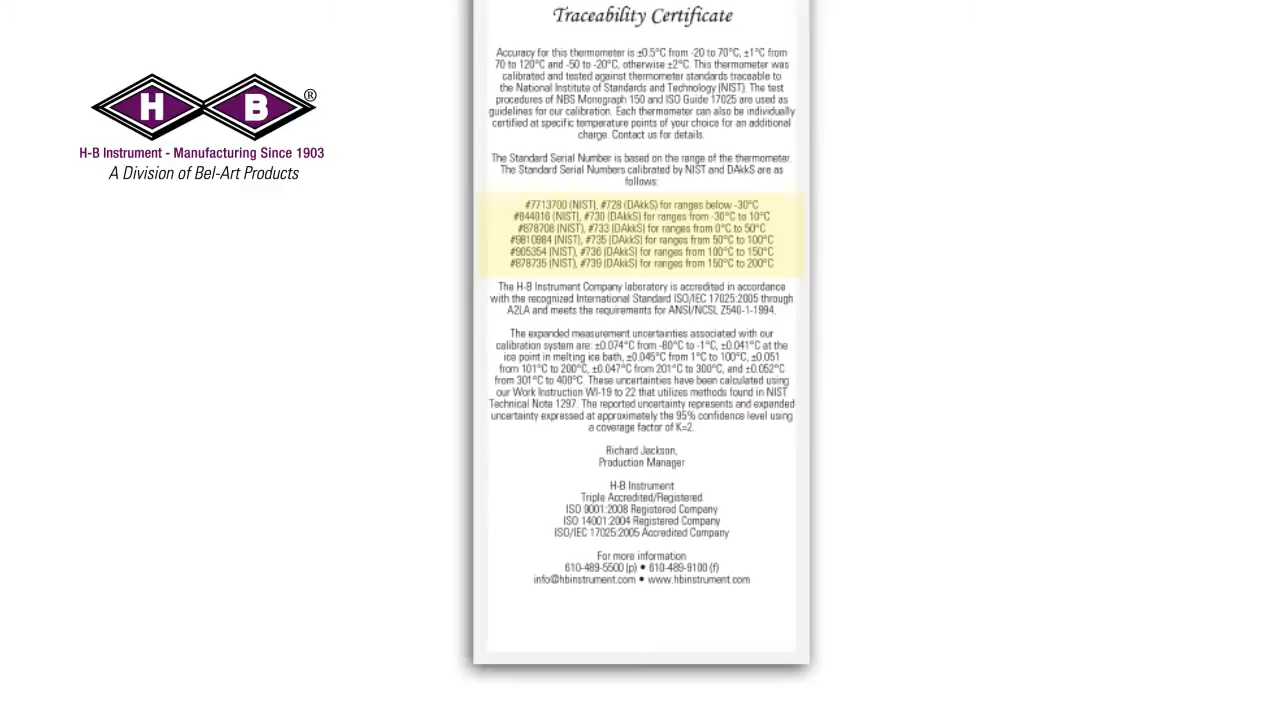 H B ®
H-B Instrument - Manufacturing Since 1903
A Division of Bel-Art Products
Traceability Certificate
Accuracy for this thermometer is ±0.5°C from -20 to 70°C, ±1°C from
70 to 120°C and -50 to -20°C, otherwise ±2°C. This thermometer was
calibrated and tested against thermometer standards traceable to
the National Institute of Standards and Technology (NIST). The test
procedures of NBS Monograph 150 and ISO Guide 17025 are used as
guidelines for our calibration. Each thermometer can also be individually
certified at specific temperature points of your choice for an additional
charge. Contact us for details.
The Standard Serial Number is based on the range of the thermometer.
The Standard Serial Numbers calibrated by NIST and DAkkS are as
follows:
#7713700 (NIST), #728 (DAkkS) for ranges below -30°C
#844016 (NIST), #730 (DAkkS) for ranges from -30°C to 10°C
#878708 (NIST), #733 (DAkkS) for ranges from 0°C to 50°C
#9810984 (NIST), #735 (DAkkS) for ranges from 50°C to 100°C
#905354 (NIST), #736 (DAkkS) for ranges from 100°C to 150°C
#878735 (NIST), #739 (DAkkS) for ranges from 150°C to 200°C
The H-B Instrument Company laboratory is accredited in accordance
with the recognized International Standard ISO/IEC 17025:2005 through
A2LA and meets the requirements for ANSI/NCSL Z540-1-1994.
The expanded measurement uncertainties associated with our
calibration system are: ±0.074°C from -80°C to -1°C, ±0.041°C at the
ice point in melting ice bath, ±0.045°C from 1°C to 100°C, ±0.051
from 101°C to 200°C, ±0.047°C from 201°C to 300°C, and ±0.052°C
from 301°C to 400°C. These uncertainties have been calculated using
our Work Instruction WI-19 to 22 that utilizes methods found in NIST
Technical Note 1297. The reported uncertainty represents and expanded
uncertainty expressed at approximately the 95% confidence level using
a coverage factor of K=2.
Richard Jackson,
Production Manager
H-B Instrument
Triple Accredited/Registered
ISO 9001:2008 Registered Company
ISO 14001:2004 Registered Company
ISO/IEC 17025:2005 Accredited Company
For more information
610-489-5500 (p) • 610-489-9100 (f)
info@hbinstrument.com • www.hbinstrument.com